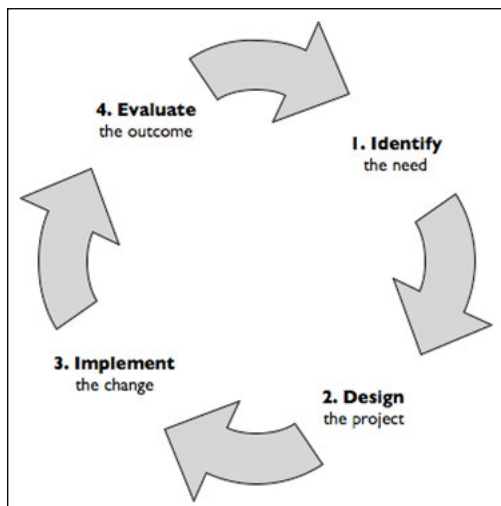 1. Identify
the need
2. Design
the project
3. Implement
the change
4. Evaluate
the outcome